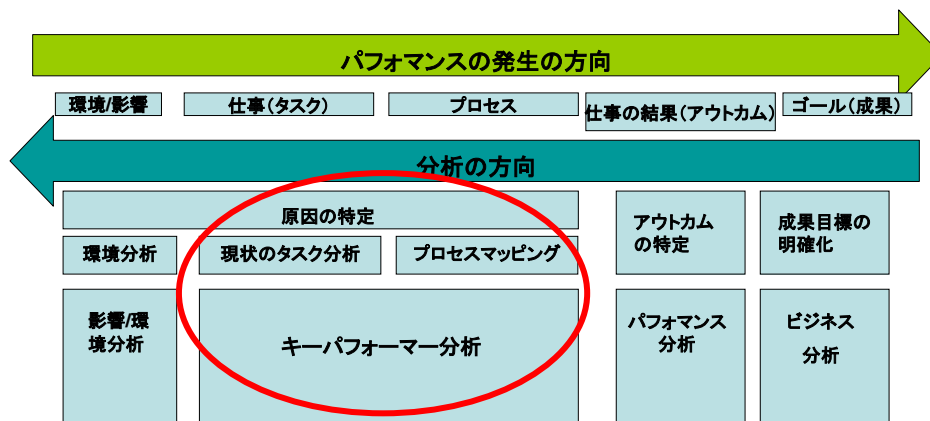 パフォマンスの発生の方向
環境/影響
仕事（タスク）
プロセス
仕事の結果（アウトカム）
ゴール（成果）
分析の方向
原因の特定
アウトカム
の特定
成果目標の
明確化
環境分析
現状のタスク分析
プロセスマッピング
影響/環
境分析
キーパフォーマー分析
パフォマンス
分析
ビジネス
分析